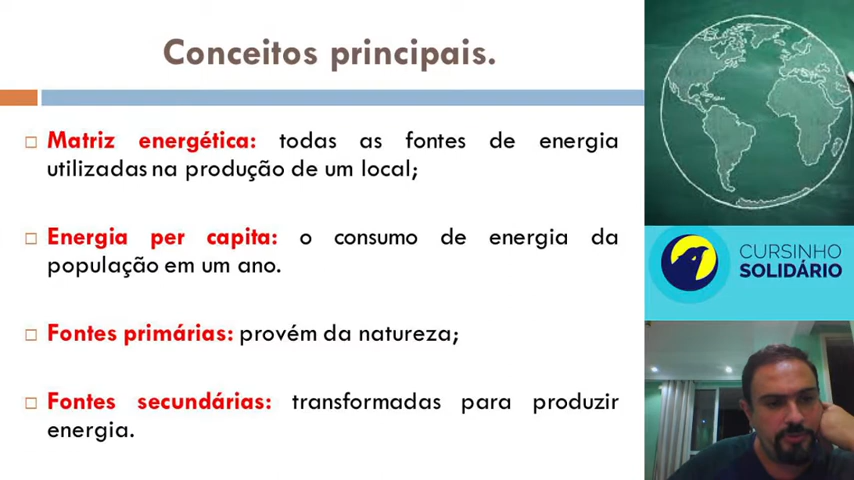 Conceitos principais.
Matriz energética: todas as fontes de energia
utilizadas na produção de um local;
Energia per capita: o consumo de energia da
população em um ano.
Fontes primárias: provém da natureza;
Fontes secundárias: transformadas para produzir
energia.
CURSINHO
SOLIDÁRIO